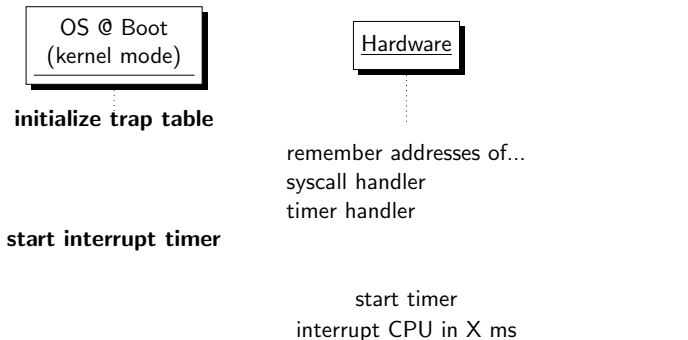 OS @ Boot
(kernel mode)
Hardware
initialize trap table
remember addresses of...
syscall handler
timer handler
start interrupt timer
start timer
interrupt CPU in X ms